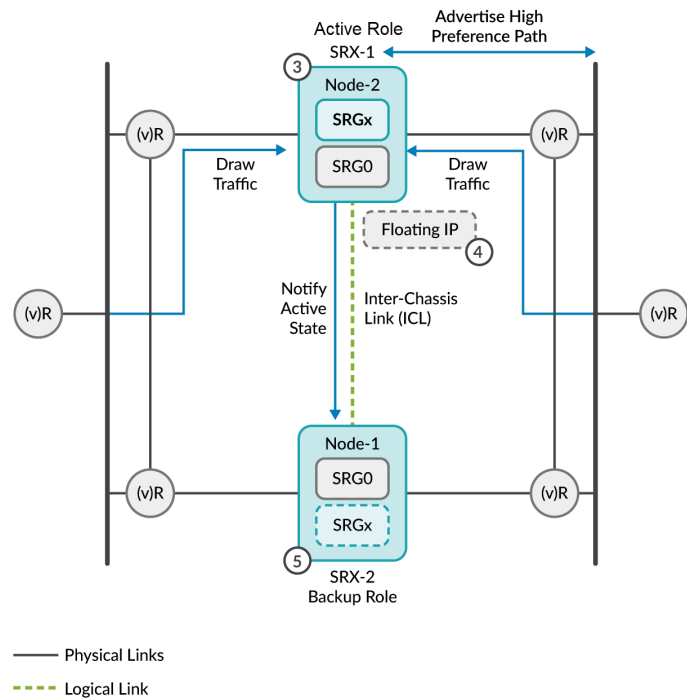 Active Role
SRX-1
Advertise High
Preference Path
3
Node-2
SRGx
SRG0
(v)R
(v)R
Draw
Traffic
Draw
Traffic
Floating IP
4
(v)R
Notify
Active
State
Inter-Chassis
Link (ICL)
(v)R
Node-1
SRG0
SRGx
(v)R
(v)R
5
SRX-2
Backup Role
Physical Links
Logical Link